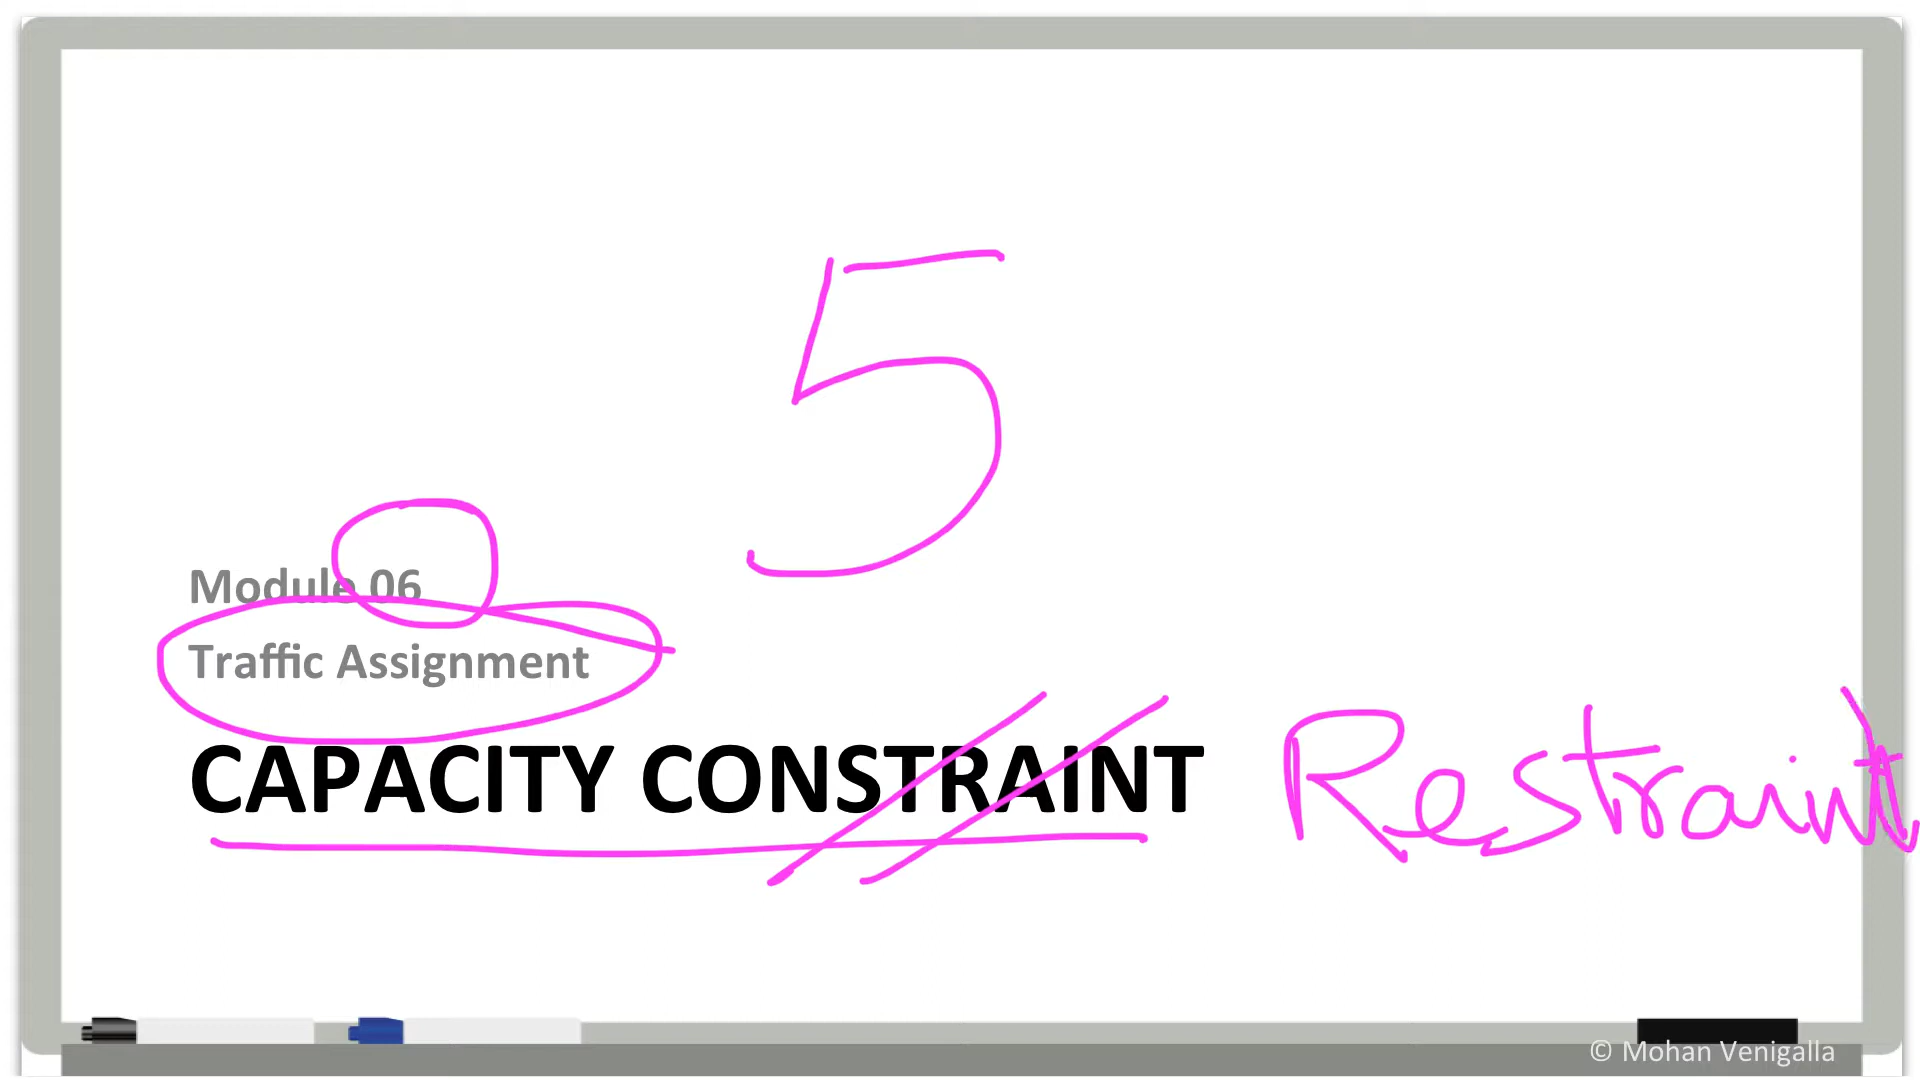 5
Module 06
Traffic Assignment
CAPACITY CONSTRAINT Restraint
© Mohan Venigalla